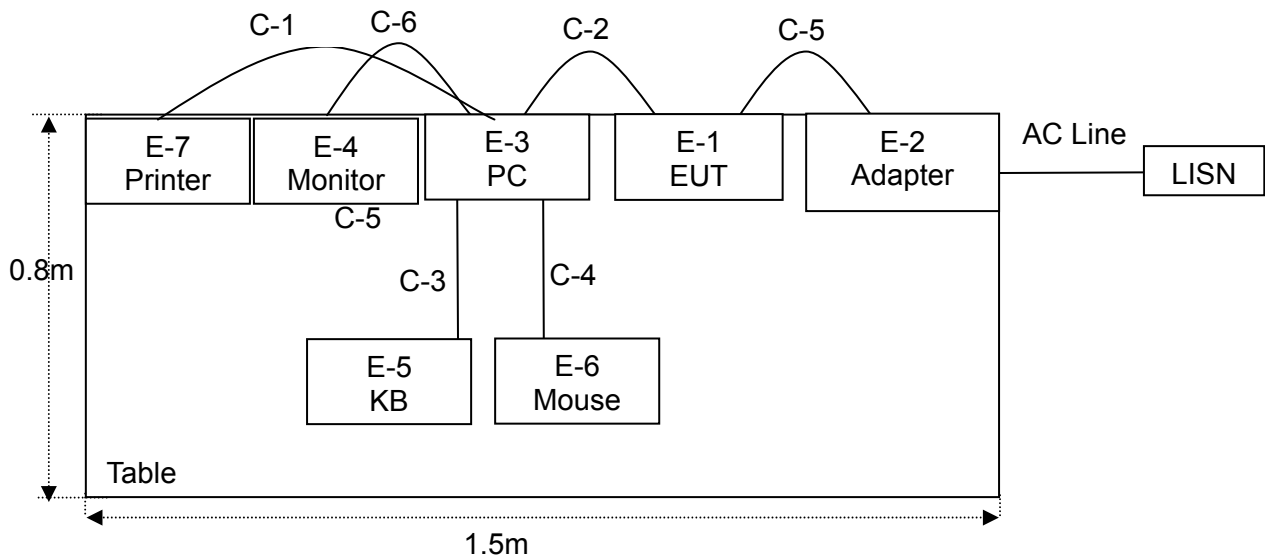 C-1
C-6
C-2
C-5
E-7
Printer
E-4
Monitor
E-3
PC
E-1
EUT
E-2
Adapter
AC Line
LISN
C-5
0.8m
C-3
C-4
E-5
KB
E-6
Mouse
Table
1.5m